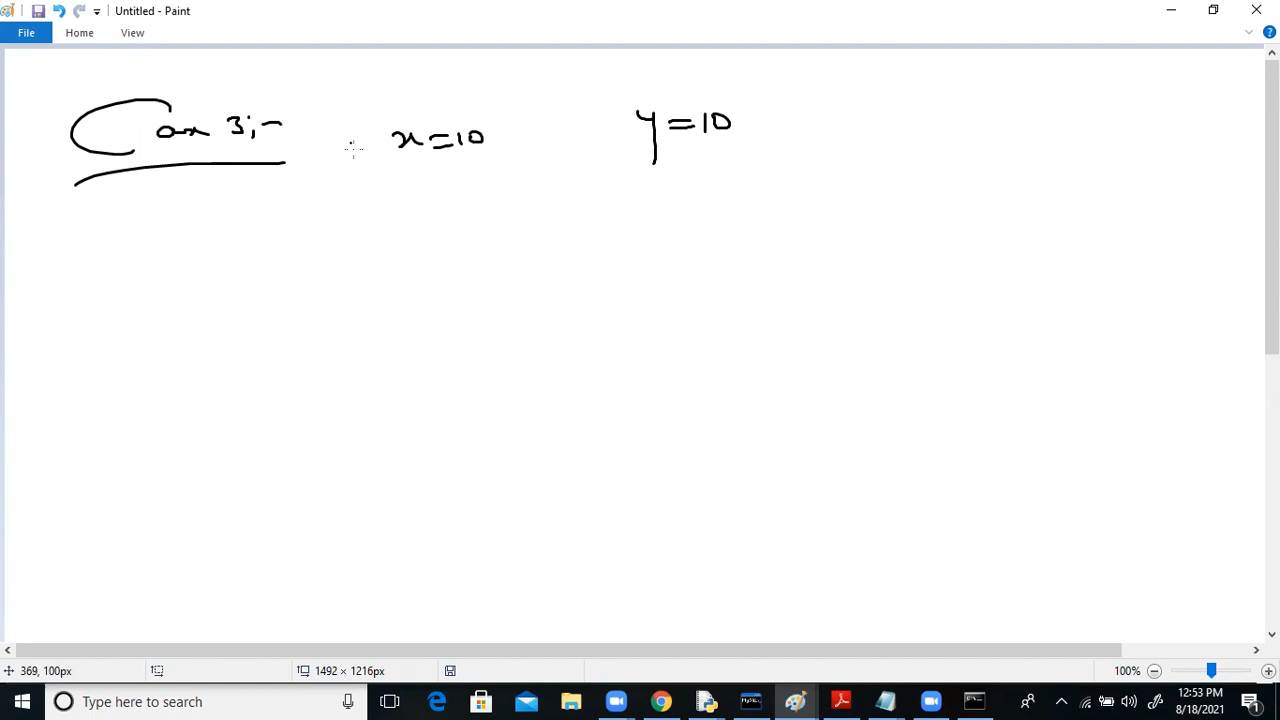 Untitled - Paint
File Home View
Case 3:- x=10 y=10
369, 100px 1492 × 1216px 100%
Type here to search
12:53 PM
8/18/2021